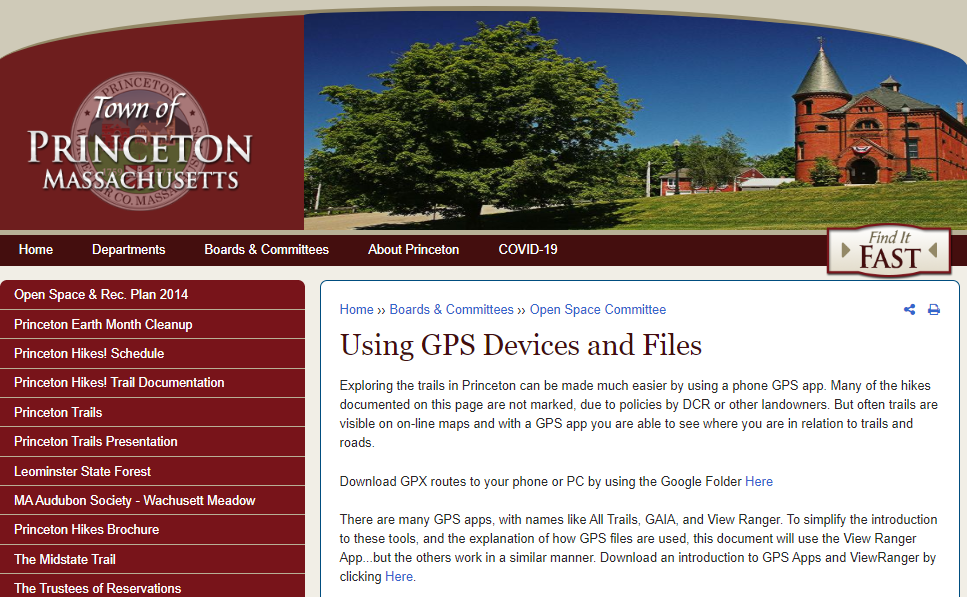 PRINCETON
Town of
PRINCETON
MASSACHUSETTS
CO. MASS
Home
Departments
Boards & Committees
About Princeton
COVID-19
Find It
FAST
Open Space & Rec. Plan 2014
Princeton Earth Month Cleanup
Princeton Hikes! Schedule
Princeton Hikes! Trail Documentation
Princeton Trails
Princeton Trails Presentation
Leominster State Forest
MA Audubon Society - Wachusett Meadow
Princeton Hikes Brochure
The Midstate Trail
The Trustees of Reservations
Home ›› Boards & Committees ›› Open Space Committee
Using GPS Devices and Files
Exploring the trails in Princeton can be made much easier by using a phone GPS app. Many of the hikes
documented on this page are not marked, due to policies by DCR or other landowners. But often trails are
visible on on-line maps and with a GPS app you are able to see where you are in relation to trails and
roads.
Download GPX routes to your phone or PC by using the Google Folder Here
There are many GPS apps, with names like All Trails, GAIA, and View Ranger. To simplify the introduction
to these tools, and the explanation of how GPS files are used, this document will use the View Ranger
App...but the others work in a similar manner. Download an introduction to GPS Apps and ViewRanger by
clicking Here.